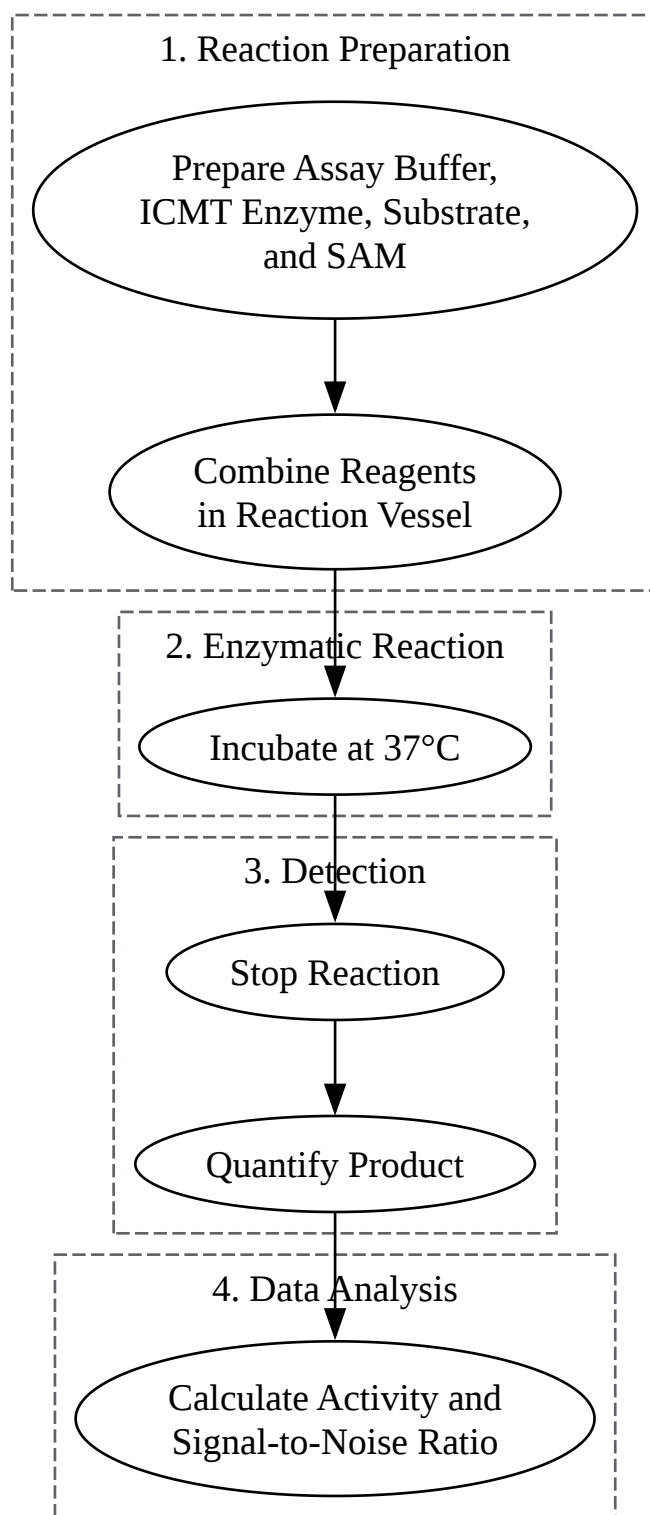 1. Reaction Preparation
Prepare Assay Buffer,
ICMT Enzyme, Substrate,
and SAM
Combine Reagents
in Reaction Vessel
2. Enzymatic Reaction
Incubate at 37°C
3. Detection
Stop Reaction
Quantify Product
4. Data Analysis
Calculate Activity and
Signal-to-Noise Ratio